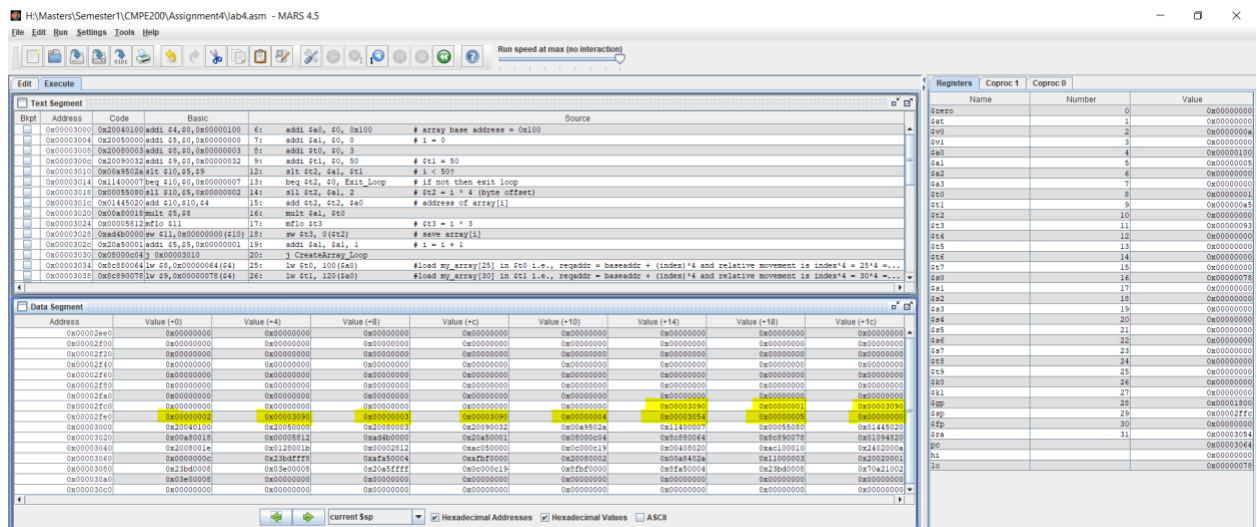 H:\Masters\Semester1\CMPE200\Assignment4\lab4.asm - MARS 4.5
File Edit Run Settings Tools Help
Run speed at max (no interaction)
Edit Execute
Text Segment
Bkpt Address Code Basic Source
0x00003000 0x20040100 addi $4,$0,0x00000100 6: addi $a0, $0, 0x100 # array base address = 0x100
0x00003004 0x20050000 addi $5,$0,0x00000000 7: addi $a1, $0, 0 # i = 0
0x00003008 0x20080003 addi $8,$0,0x00000003 8: addi $t0, $0, 3
0x0000300c 0x20090032 addi $9,$0,0x00000032 9: addi $t1, $0, 50 # $t1 = 50
0x00003010 0x00a9502a slt $10,$5,$9 12: slt $t2, $a1, $t1 # i < 50?
0x00003014 0x11400007 beq $10,$0,0x00000007 13: beq $t2, $0, Exit_Loop # if not then exit loop
0x00003018 0x00055080 sll $10,$5,0x00000002 14: sll $t2, $a1, 2 # $t2 = i * 4 (byte offset)
0x0000301c 0x01445020 add $10,$10,$4 15: add $t2, $t2, $a0 # address of array[i]
0x00003020 0x00a80018 mult $5,$8 16: mult $a1, $t0
0x00003024 0x00005812 mflo $11 17: mflo $t3 # $t3 = i * 3
0x00003028 0xad4b0000 sw $11,0x00000000($10) 18: sw $t3, 0($t2) # save array[i]
0x0000302c 0x20a50001 addi $5,$5,0x00000001 19: addi $a1, $a1, 1 # i = i + 1
0x00003030 0x08000c04 j 0x00003010 20: j CreateArray_Loop
0x00003034 0x8c880064 lw $8,0x00000064($4) 25: lw $t0, 100($a0) #load my_array[25] in $t0 i.e., reqaddr = baseaddr + (index)*4 and relative movement is index*4 = 25*4 =...
0x00003038 0x8c890078 lw $9,0x00000078($4) 26: lw $t1, 120($a0) #load my_array[30] in $t1 i.e., reqaddr = baseaddr + (index)*4 and relative movement is index*4 = 30*4 =...
Data Segment
Address Value (+0) Value (+4) Value (+8) Value (+c) Value (+10) Value (+14) Value (+18) Value (+1c)
0x00002ee0 0x00000000 0x00000000 0x00000000 0x00000000 0x00000000 0x00000000 0x00000000 0x00000000
0x00002f00 0x00000000 0x00000000 0x00000000 0x00000000 0x00000000 0x00000000 0x00000000 0x00000000
0x00002f20 0x00000000 0x00000000 0x00000000 0x00000000 0x00000000 0x00000000 0x00000000 0x00000000
0x00002f40 0x00000000 0x00000000 0x00000000 0x00000000 0x00000000 0x00000000 0x00000000 0x00000000
0x00002f60 0x00000000 0x00000000 0x00000000 0x00000000 0x00000000 0x00000000 0x00000000 0x00000000
0x00002f80 0x00000000 0x00000000 0x00000000 0x00000000 0x00000000 0x00000000 0x00000000 0x00000000
0x00002fa0 0x00000000 0x00000000 0x00000000 0x00000000 0x00000000 0x00000000 0x00000000 0x00000000
0x00002fc0 0x00000000 0x00000000 0x00000000 0x00000000 0x00000000 0x00003090 0x00000001 0x00003090
0x00002fe0 0x00000002 0x00003090 0x00000003 0x00003090 0x00000004 0x00003054 0x00000005 0x00000000
0x00003000 0x20040100 0x20050000 0x20080003 0x20090032 0x00a9502a 0x11400007 0x00055080 0x01445020
0x00003020 0x00a80018 0x00005812 0xad4b0000 0x20a50001 0x08000c04 0x8c880064 0x8c890078 0x01094820
0x00003040 0x2008001e 0x0128001b 0x00002812 0xac050000 0x0c000c19 0x00408020 0xac100010 0x2402000a
0x00003060 0x0000000c 0x23bdfff8 0xafa50004 0xafbf0000 0x20080002 0x00a8402a 0x11000003 0x20020001
0x00003080 0x23bd0008 0x03e00008 0x20a5ffff 0x0c000c19 0x8fbf0000 0x8fa50004 0x23bd0008 0x70a21002
0x000030a0 0x03e00008 0x00000000 0x00000000 0x00000000 0x00000000 0x00000000 0x00000000 0x00000000
0x000030c0 0x00000000 0x00000000 0x00000000 0x00000000 0x00000000 0x00000000 0x00000000 0x00000000
current $sp Hexadecimal Addresses Hexadecimal Values ASCII
Registers Coproc 1 Coproc 0
Name Number Value
$zero 0 0x00000000
$at 1 0x00000000
$v0 2 0x0000000a
$v1 3 0x00000000
$a0 4 0x00000100
$a1 5 0x00000005
$a2 6 0x00000000
$a3 7 0x00000000
$t0 8 0x00000001
$t1 9 0x000000a5
$t2 10 0x00000000
$t3 11 0x00000093
$t4 12 0x00000000
$t5 13 0x00000000
$t6 14 0x00000000
$t7 15 0x00000000
$s0 16 0x00000078
$s1 17 0x00000000
$s2 18 0x00000000
$s3 19 0x00000000
$s4 20 0x00000000
$s5 21 0x00000000
$s6 22 0x00000000
$s7 23 0x00000000
$t8 24 0x00000000
$t9 25 0x00000000
$k0 26 0x00000000
$k1 27 0x00000000
$gp 28 0x00001800
$sp 29 0x00002ffc
$fp 30 0x00000000
$ra 31 0x00003054
pc 0x00003064
hi 0x00000000
lo 0x00000078